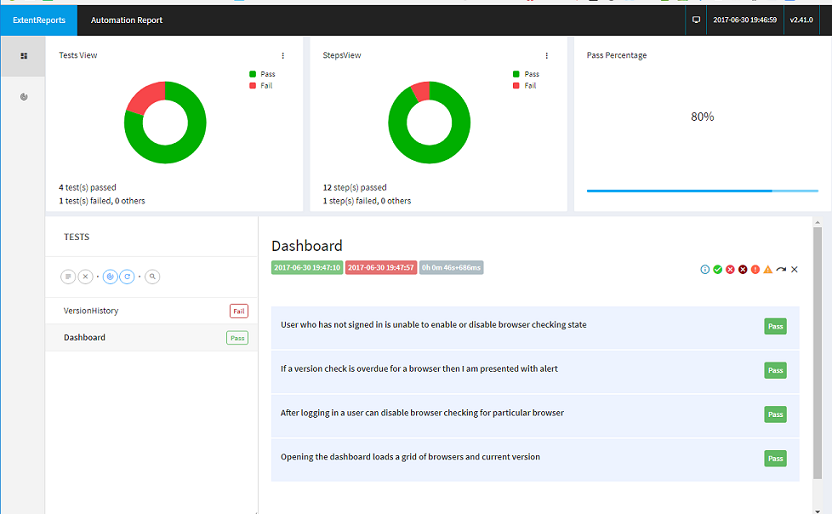 ExtentReports Automation Report 2017-06-30 19:46:59 v2.41.0
Tests View
Pass
Fail
4 test(s) passed
1 test(s) failed, 0 others
StepsView
Pass
Fail
12 step(s) passed
1 step(s) failed, 0 others
Pass Percentage
80%
TESTS
VersionHistory Fail
Dashboard Pass
Dashboard
2017-06-30 19:47:10 2017-06-30 19:47:57 0h 0m 46s+686ms
User who has not signed in is unable to enable or disable browser checking state Pass
If a version check is overdue for a browser then I am presented with alert Pass
After logging in a user can disable browser checking for particular browser Pass
Opening the dashboard loads a grid of browsers and current version Pass